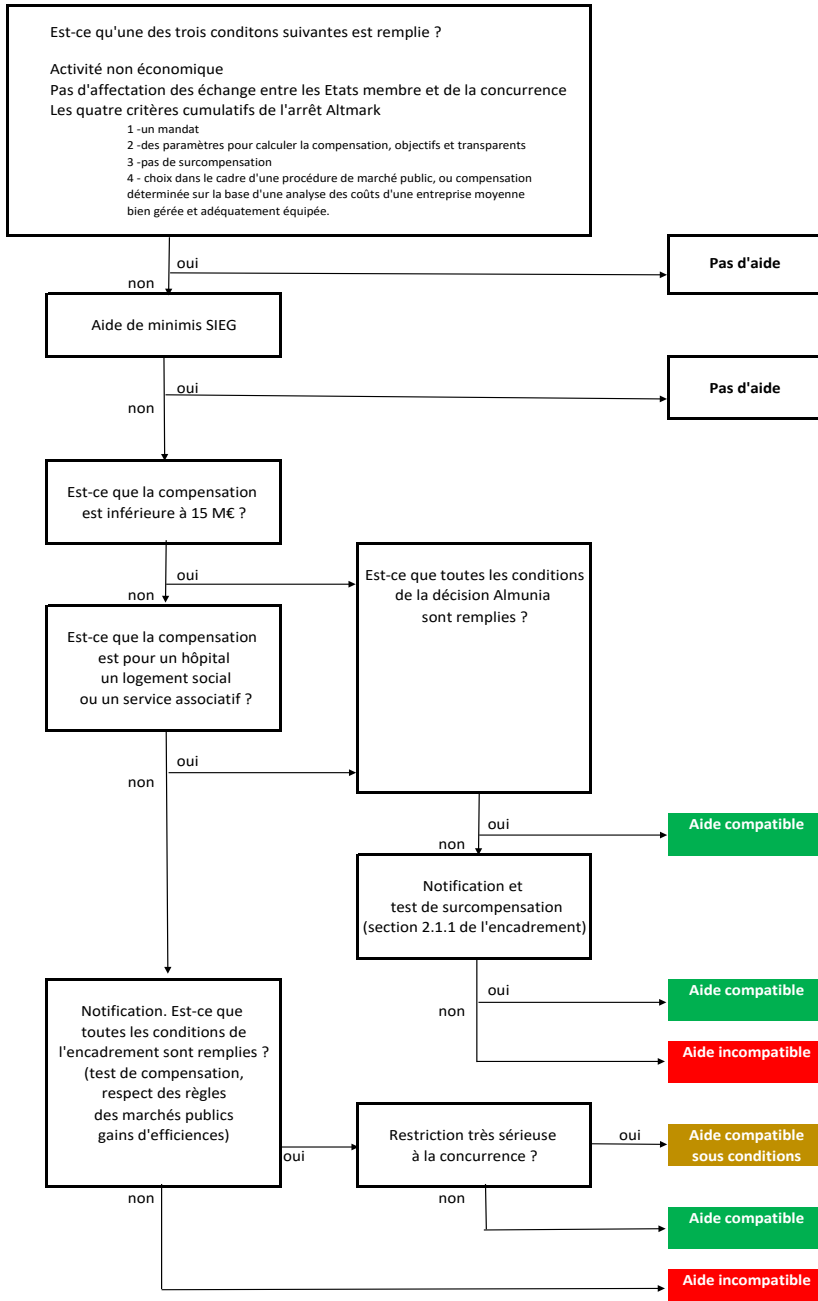 Est-ce qu'une des trois conditons suivantes est remplie ?
Activité non économique
Pas d'affectation des échange entre les Etats membre et de la concurrence
Les quatre critères cumulatifs de l'arrêt Altmark
1 -un mandat
2 -des paramètres pour calculer la compensation, objectifs et transparents
3 -pas de surcompensation
4 - choix dans le cadre d'une procédure de marché public, ou compensation
déterminée sur la base d'une analyse des coûts d'une entreprise moyenne
bien gérée et adéquatement équipée.
oui
Pas d'aide
non
Aide de minimis SIEG
oui
Pas d'aide
non
Est-ce que la compensation
est inférieure à 15 M€ ?
oui
non
Est-ce que toutes les conditions
de la décision Almunia
sont remplies ?
Est-ce que la compensation
est pour un hôpital
un logement social
ou un service associatif ?
oui
non
oui
Aide compatible
non
Notification et
test de surcompensation
(section 2.1.1 de l'encadrement)
oui
Aide compatible
non
Aide incompatible
Notification. Est-ce que
toutes les conditions de
l'encadrement sont remplies ?
(test de compensation,
respect des règles
des marchés publics
gains d'efficiences)
oui
Restriction très sérieuse
à la concurrence ?
oui
Aide compatible
sous conditions
non
non
Aide compatible
Aide incompatible